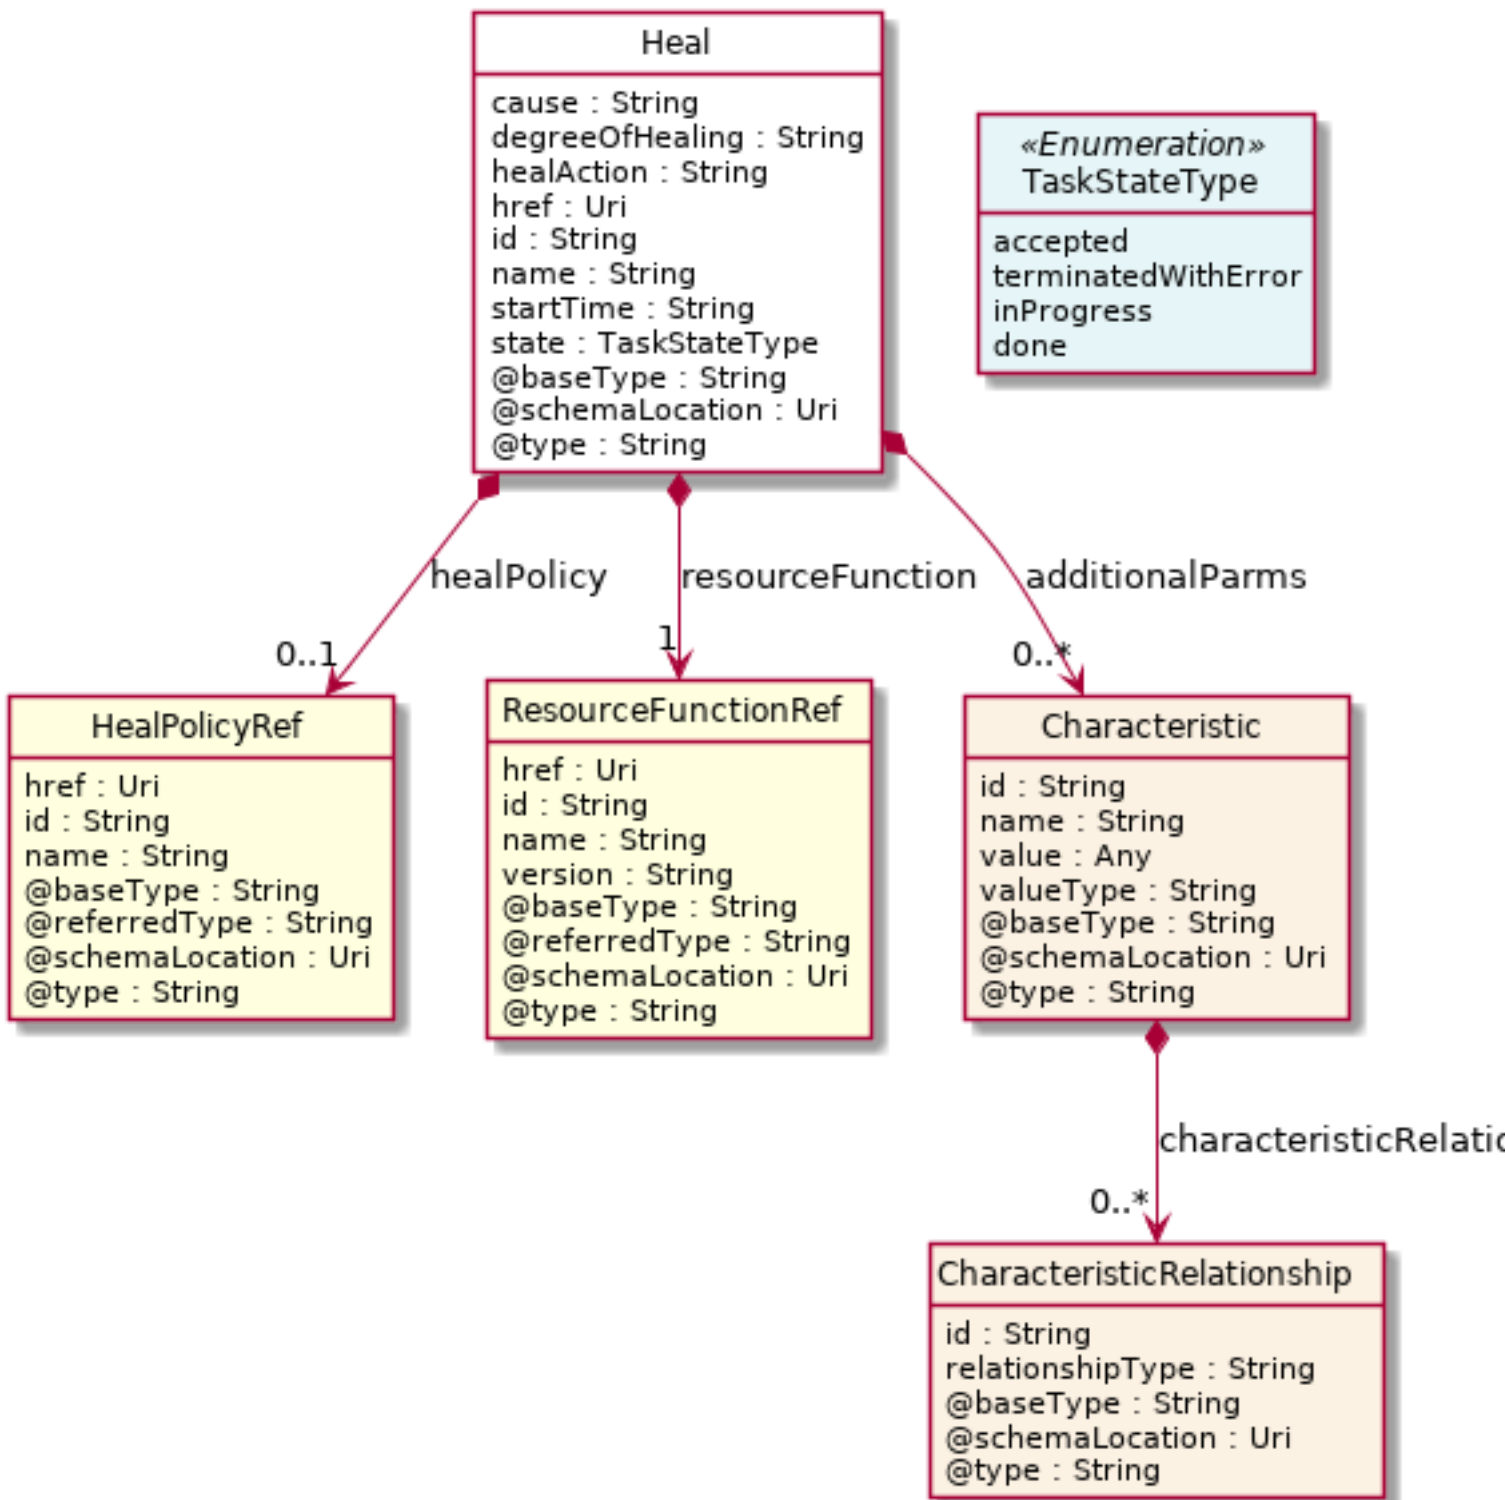 Heal
cause : String
degreeOfHealing : String
healAction : String
href : Uri
id : String
name : String
startTime : String
state : TaskStateType
@baseType : String
@schemaLocation : Uri
@type : String
«Enumeration»
TaskStateType
accepted
terminatedWithError
inProgress
done
healPolicy
resourceFunction
additionalParms
0..1
1
0..*
HealPolicyRef
href : Uri
id : String
name : String
@baseType : String
@referredType : String
@schemaLocation : Uri
@type : String
ResourceFunctionRef
href : Uri
id : String
name : String
version : String
@baseType : String
@referredType : String
@schemaLocation : Uri
@type : String
Characteristic
id : String
name : String
value : Any
valueType : String
@baseType : String
@schemaLocation : Uri
@type : String
0..*
CharacteristicRelationship
id : String
relationshipType : String
@baseType : String
@schemaLocation : Uri
@type : String